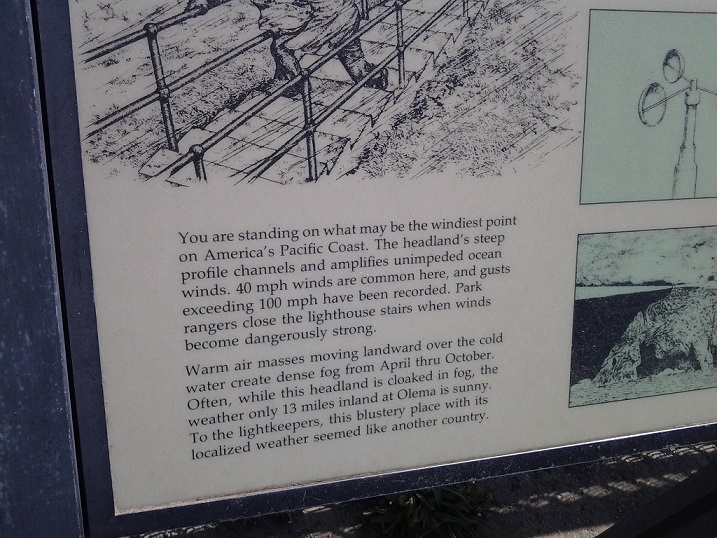 You are standing on what may be the windiest point
on America's Pacific Coast. The headland's steep
profile channels and amplifies unimpeded ocean
winds. 40 mph winds are common here, and gusts
exceeding 100 mph have been recorded. Park
rangers close the lighthouse stairs when winds
become dangerously strong.
Warm air masses moving landward over the cold
water create dense fog from April thru October.
Often, while this headland is cloaked in fog, the
weather only 13 miles inland at Olema is sunny.
To the lightkeepers, this blustery place with its
localized weather seemed like another country.